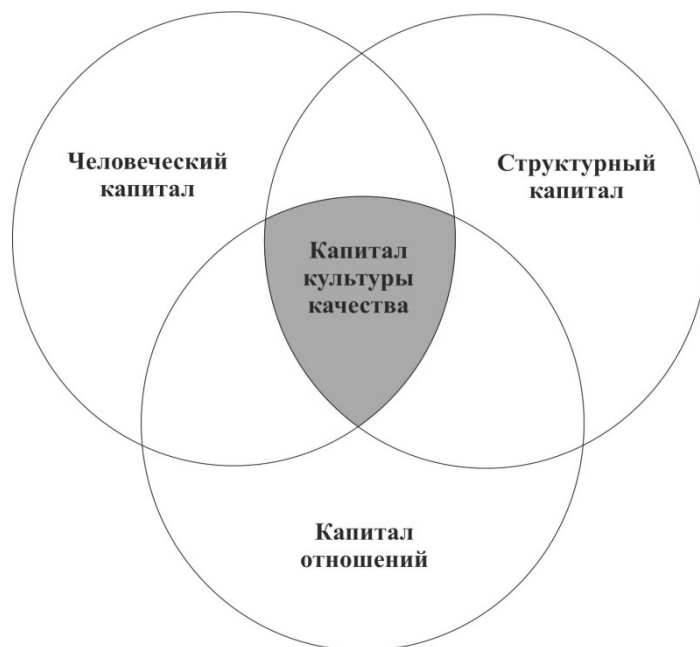 Человеческий
капитал
Структурный
капитал
Капитал
культуры
качества
Капитал
отношений